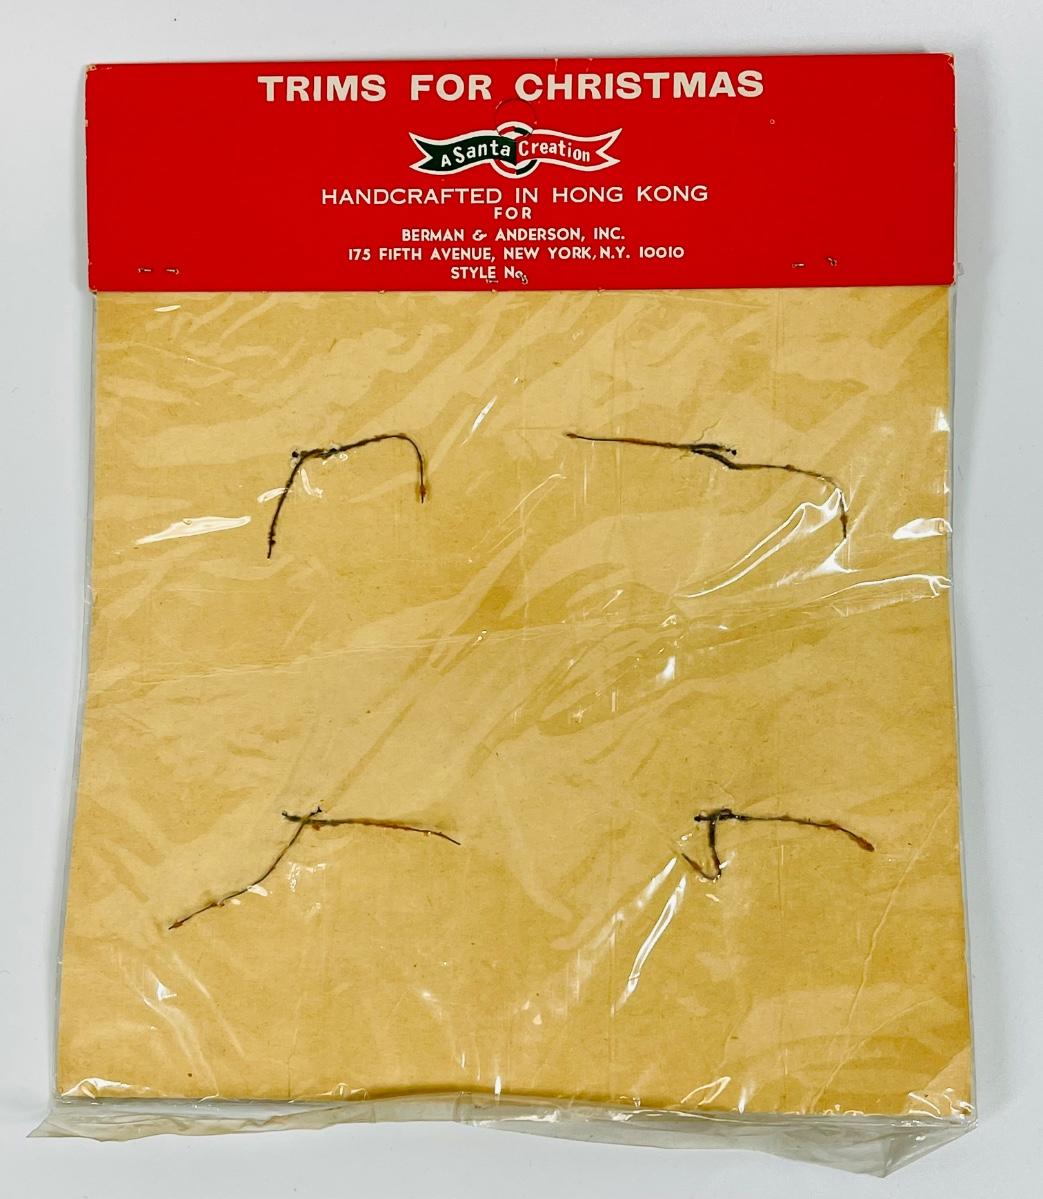 TRIMS FOR CHRISTMAS
A Santa Creation
HANDCRAFTED IN HONG KONG
FOR
BERMAN & ANDERSON, INC.
175 FIFTH AVENUE, NEW YORK, N.Y. 10010
STYLE No.